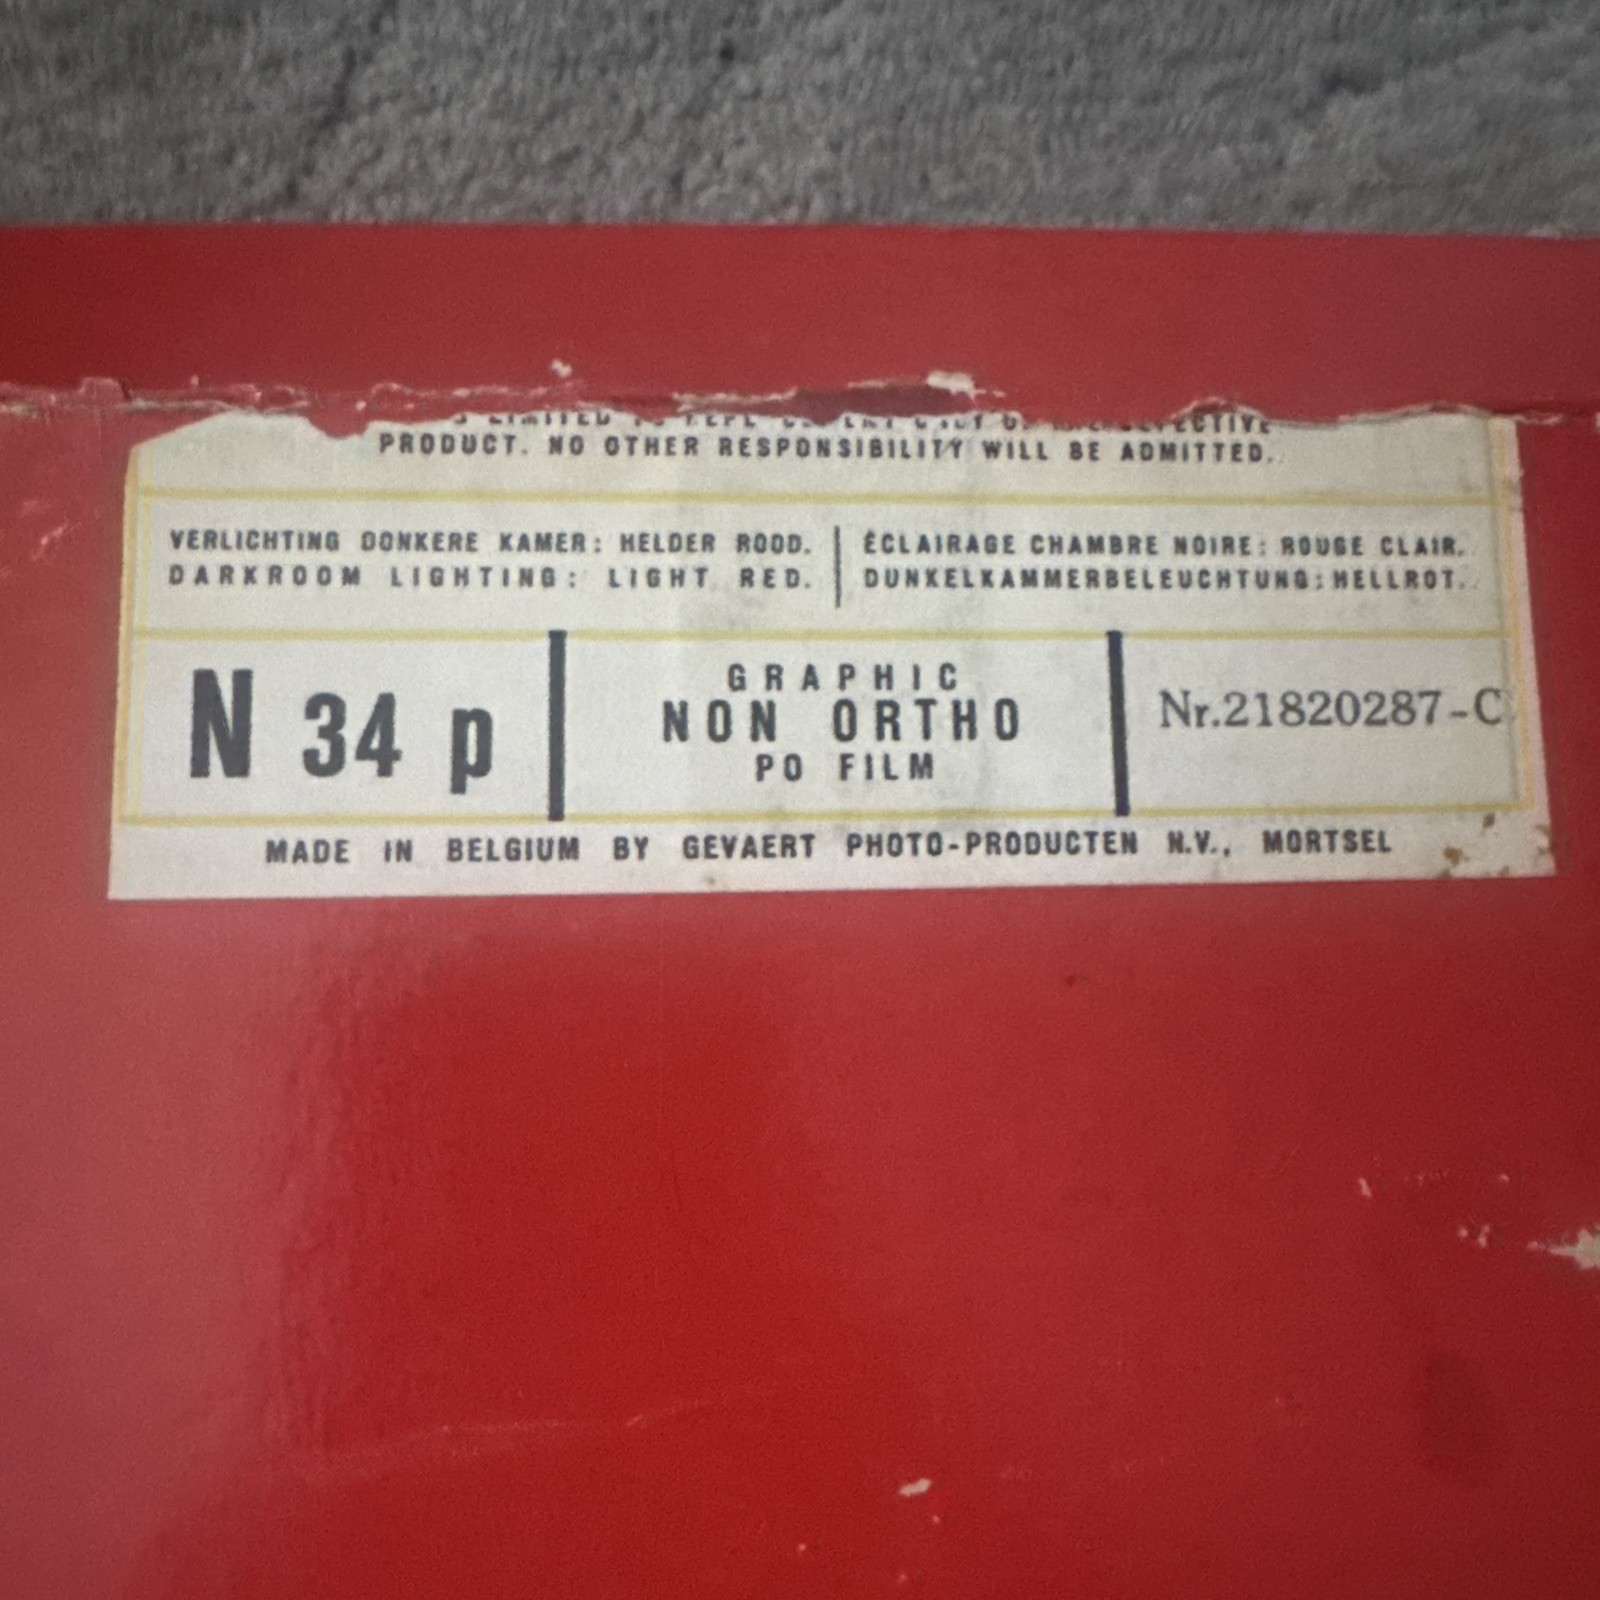 LIMITED
PRODUCT. NO OTHER RESPONSIBILITY WILL BE ADMITTED.
VERLICHTING DONKERE KAMER: HELDER ROOD.
DARKROOM LIGHTING: LIGHT RED.
ÉCLAIRAGE CHAMBRE NOIRE: ROUGE CLAIR.
DUNKELKAMMERBELEUCHTUNG: HELLROT.
N 34 p
GRAPHIC
NON ORTHO
PO FILM
Nr.21820287-C
MADE IN BELGIUM BY GEVAERT PHOTO-PRODUCTEN N.V., MORTSEL